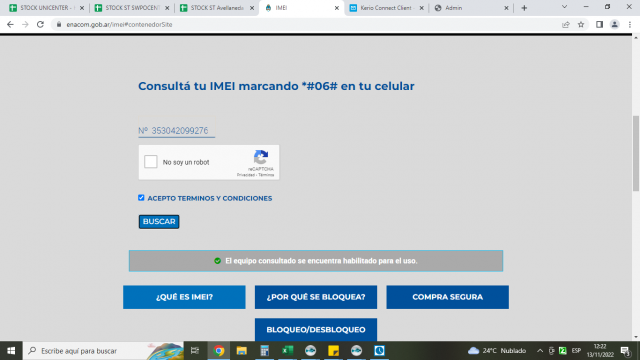 STOCK UNICENTER -
STOCK ST SWPOCENT
STOCK ST Avellaneda
IMEI
Kerio Connect Client
Admin
enacom.gob.ar/imei#contenedorSite
Consultá tu IMEI marcando *#06# en tu celular
Nº 353042099276
No soy un robot
reCAPTCHA
Privacidad - Términos
ACEPTO TERMINOS Y CONDICIONES
BUSCAR
El equipo consultado se encuentra habilitado para el uso.
¿QUÉ ES IMEI? ¿POR QUÉ SE BLOQUEA? COMPRA SEGURA
BLOQUEO/DESBLOQUEO
Escribe aquí para buscar
24°C Nublado
ESP
12:22
13/11/2022